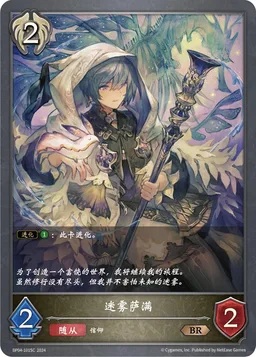 2
进化 1 : 此卡进化。
为了创造一个富饶的世界，我将继续我的旅程。
虽然修行没有尽头，但我并不害怕未知的迷雾。
迷雾萨满
2
随从 信仰
BR
2
© Cygames, Inc. Published by NetEase Games